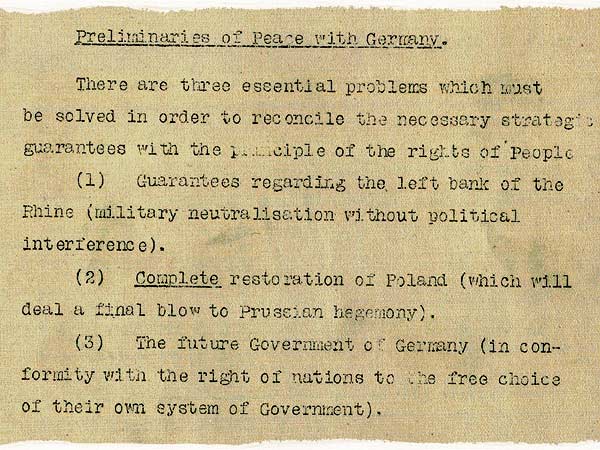 Preliminaries of Peace with Germany.
There are three essential problems which must
be solved in order to reconcile the necessary strategic
guarantees with the principle of the rights of People
(1) Guarantees regarding the left bank of the
Rhine (military neutralisation without political
interference).
(2) Complete restoration of Poland (which will
deal a final blow to Prussian hegemony).
(3) The future Government of Germany (in con-
formity with the right of nations to the free choice
of their own system of Government).